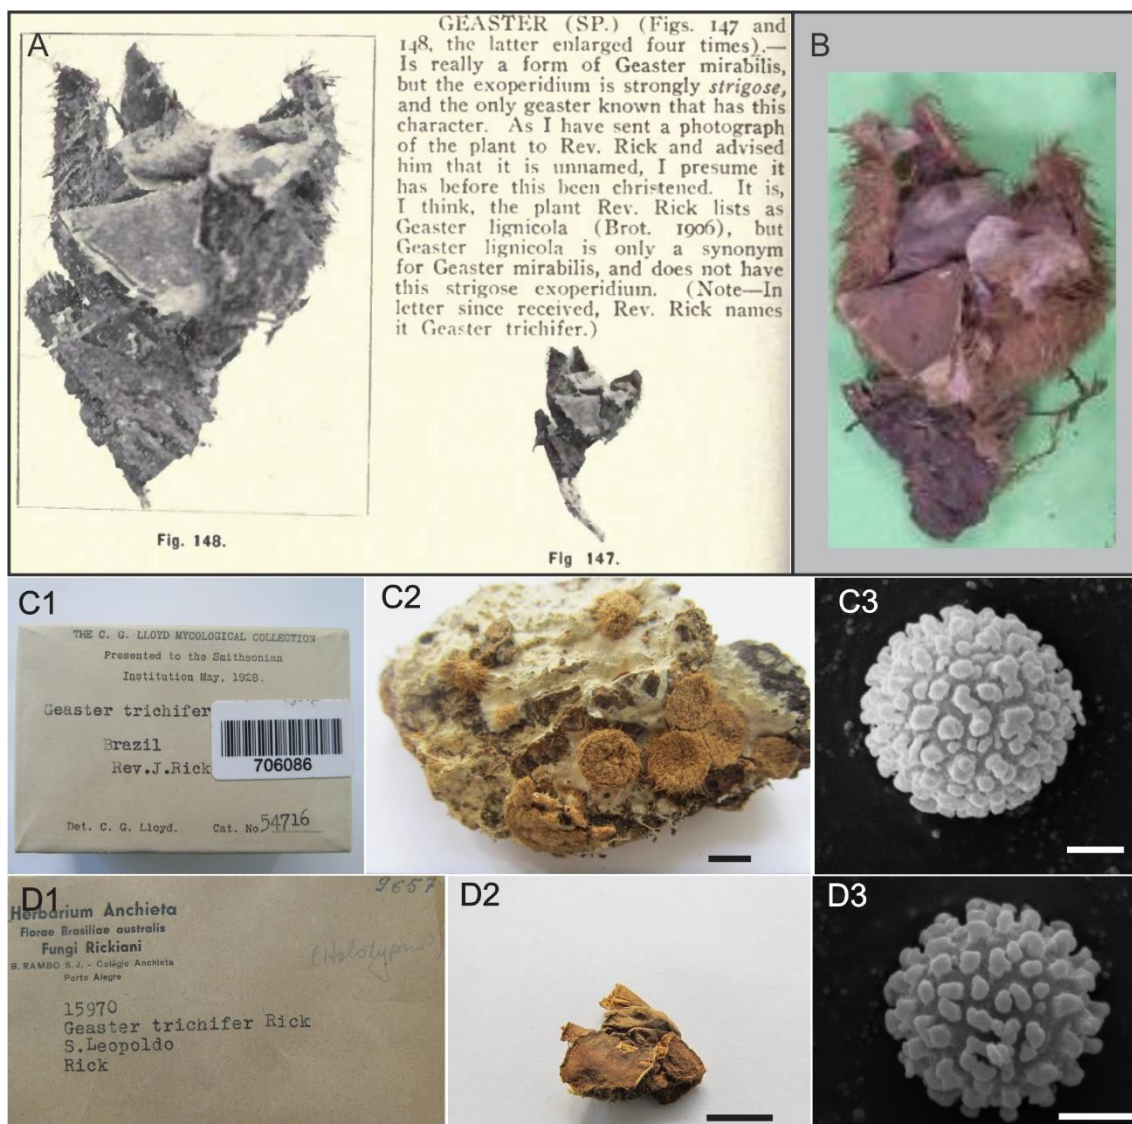 A
GEASTER (SP.) (Figs. 147 and
148, the latter enlarged four times).—
Is really a form of Geaster mirabilis,
but the exoperidium is strongly strigose,
and the only geaster known that has this
character. As I have sent a photograph
of the plant to Rev. Rick and advised
him that it is unnamed, I presume it
has before this been christened. It is,
I think, the plant Rev. Rick lists as
Geaster lignicola (Brot. 1906), but
Geaster lignicola is only a synonym
for Geaster mirabilis, and does not have
this strigose exoperidium. (Note—In
letter since received, Rev. Rick names
it Geaster trichifer.)
Fig. 148.
Fig 147.
B
C1
THE C. G. LLOYD MYCOLOGICAL COLLECTION
Presented to the Smithsonian
Institution May, 1928.
Geaster trichifer
Brazil
Rev.J.Rick
706086
Det. C. G. Lloyd. Cat. No 54716
C2
C3
D1
9657
Herbarium Anchieta
Florae Brasiliae australis
Fungi Rickiani
B. RAMBO S. J. - Colégio Anchieta
Porto Alegre
15970
Geaster trichifer Rick
S.Leopoldo
Rick
D2
D3